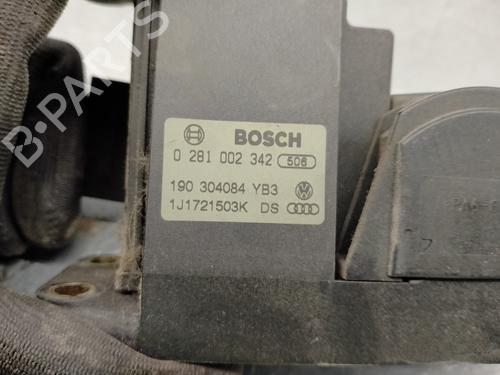 B-PARTS
BOSCH
0 281 002 342 506
190 304084 YB3
1J1721503K DS